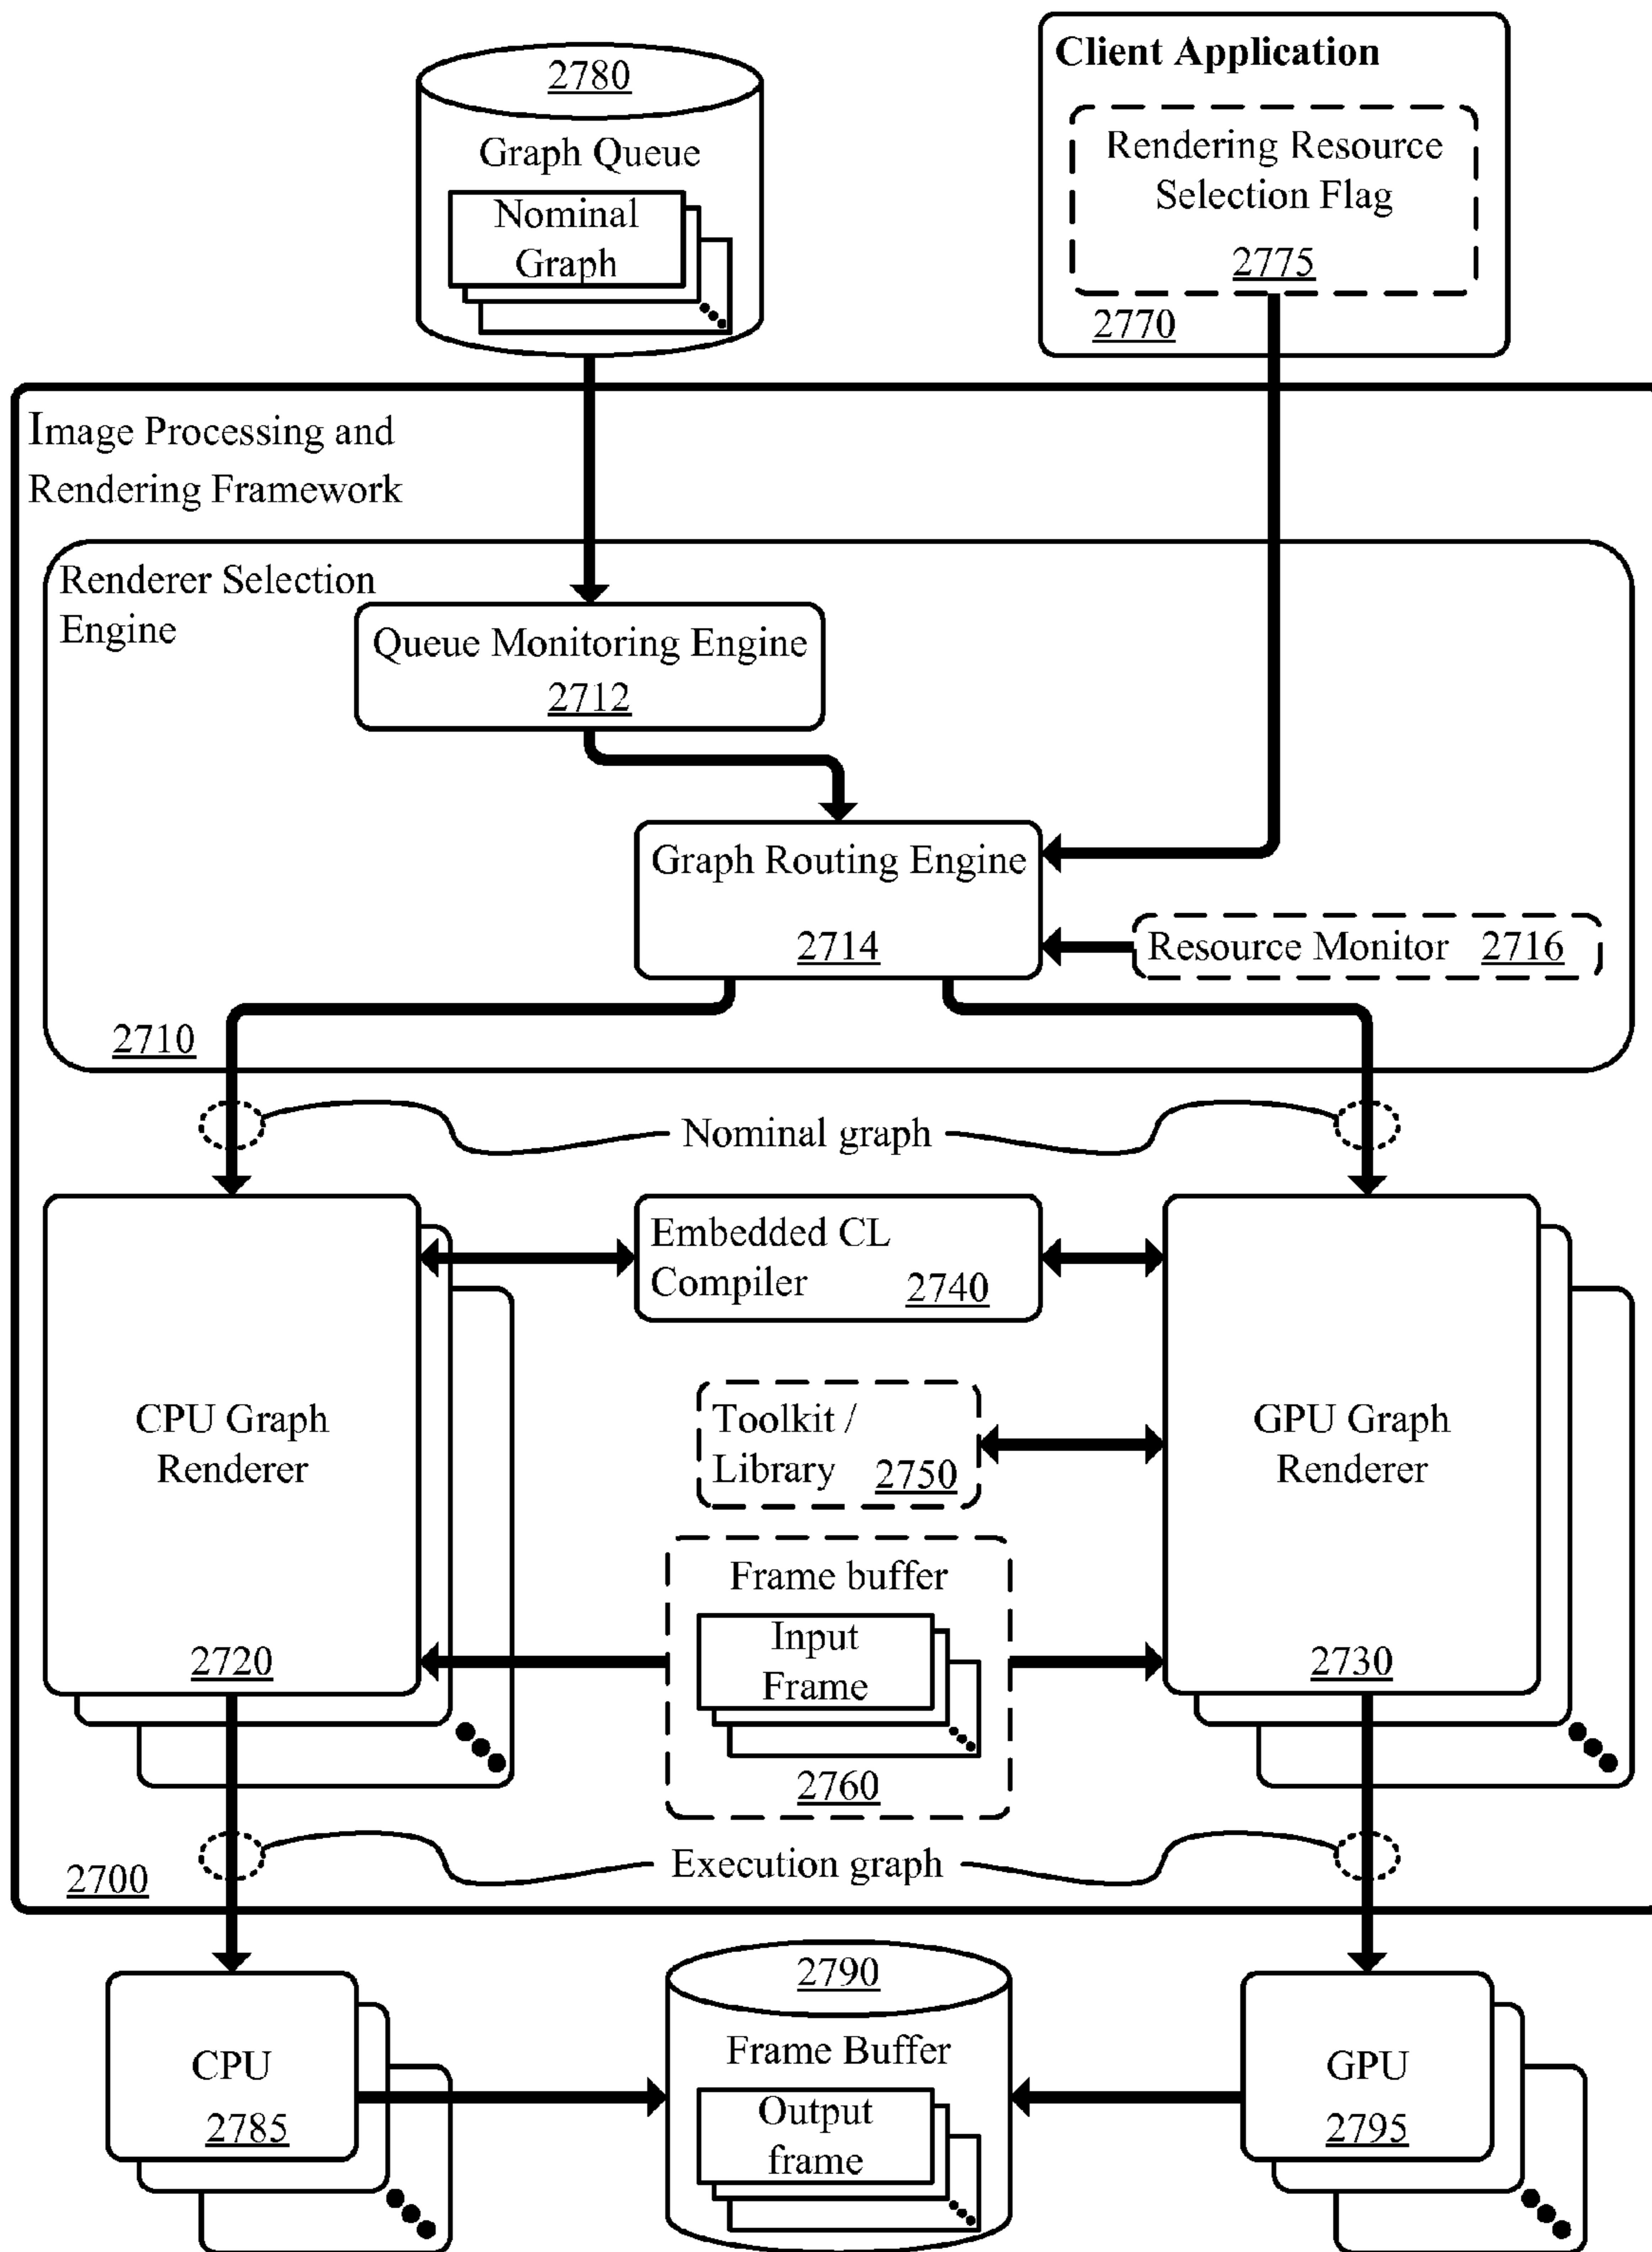 2780
Graph Queue
Nominal
Graph
Client Application
Rendering Resource
Selection Flag
2775
2770
Image Processing and
Rendering Framework
Renderer Selection
Engine
Queue Monitoring Engine
2712
Graph Routing Engine
2714
Resource Monitor 2716
2710
Nominal graph
CPU Graph
Renderer
2720
Embedded CL
Compiler 2740
Toolkit /
Library 2750
Frame buffer
Input
Frame
2760
GPU Graph
Renderer
2730
Execution graph
2700
CPU
2785
2790
Frame Buffer
Output
frame
GPU
2795